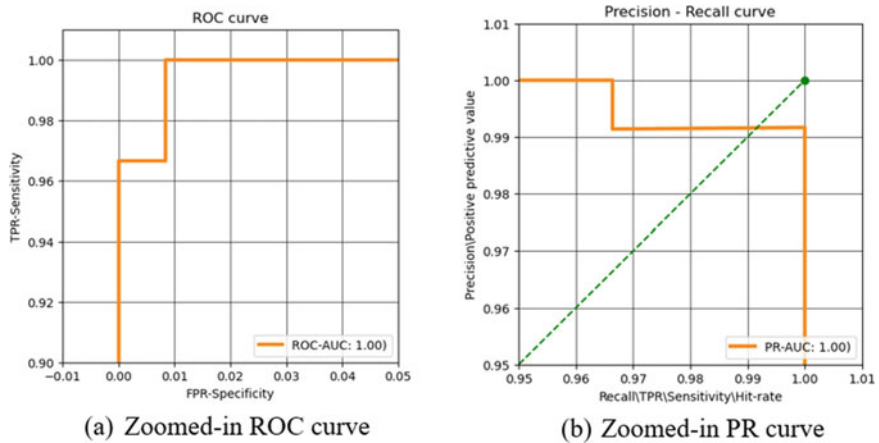 ROC curve
1.00
0.98
0.96
0.94
0.92
0.90
TPR-Sensitivity
−0.01 0.00 0.01 0.02 0.03 0.04 0.05
FPR-Specificity
ROC-AUC: 1.00)
(a) Zoomed-in ROC curve
Precision - Recall curve
1.01
1.00
0.99
0.98
0.97
0.96
0.95
Precision\Positive predictive value
0.95 0.96 0.97 0.98 0.99 1.00 1.01
Recall\TPR\Sensitivity\Hit-rate
PR-AUC: 1.00)
(b) Zoomed-in PR curve